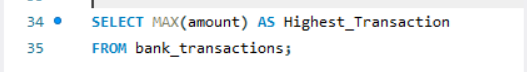 34 SELECT MAX(amount) AS Highest_Transaction
35 FROM bank_transactions;